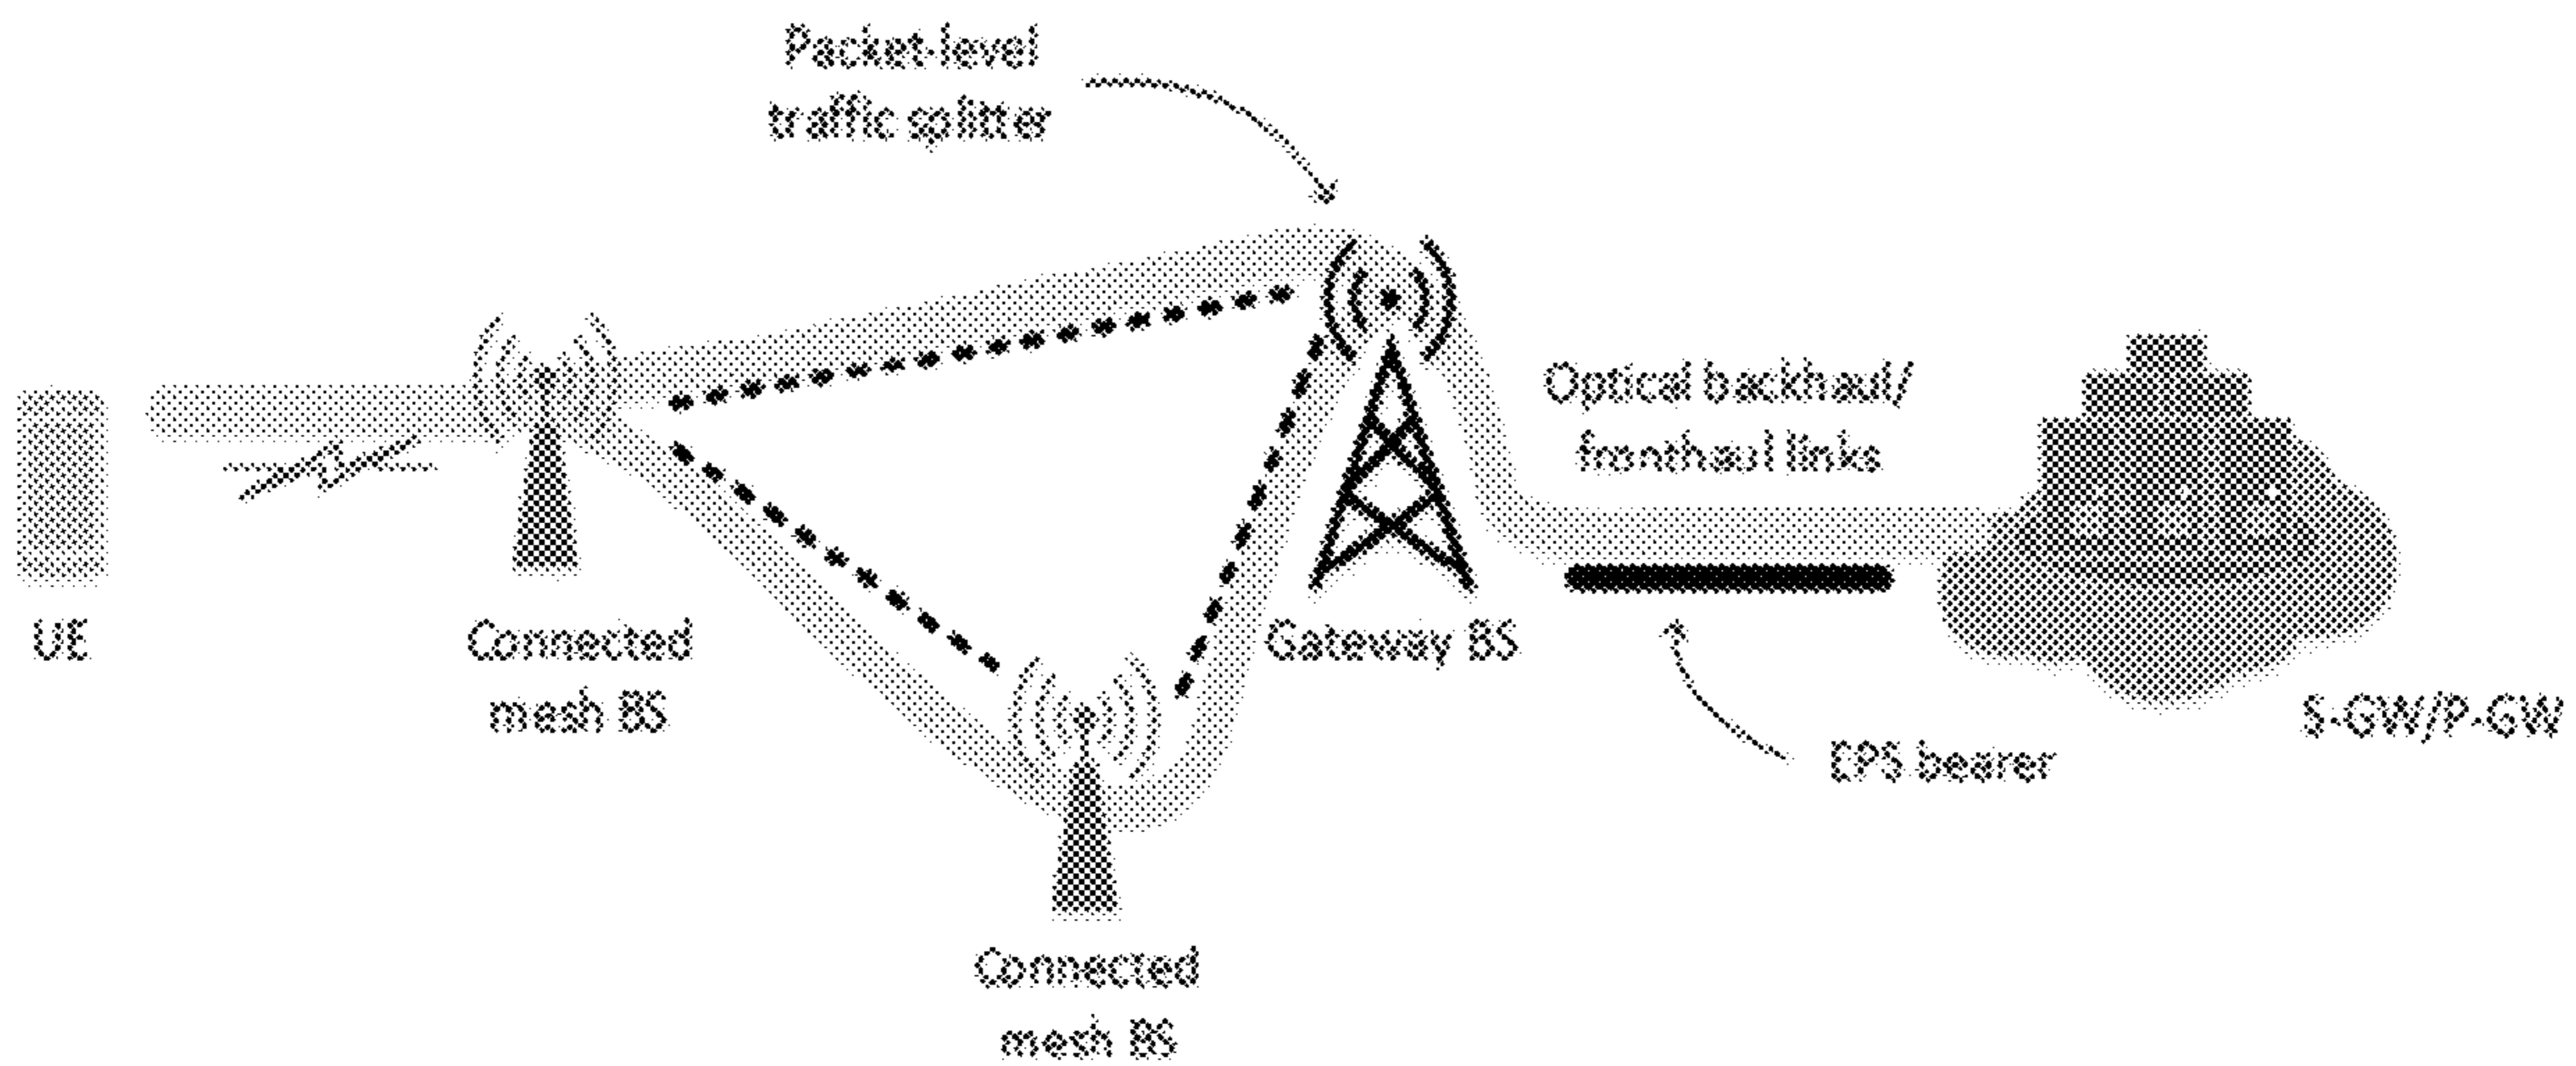 Packet-level
traffic splitter
Optical backhaul/
fronthaul links
UE
Connected
mesh BS
Gateway BS
S-GW/P-GW
EPS bearer
Connected
mesh BS